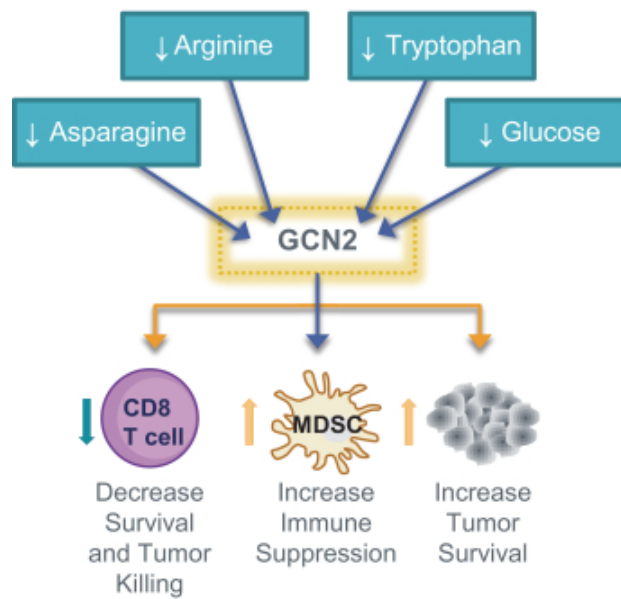 ↓ Arginine
↓ Tryptophan
↓ Asparagine
↓ Glucose
GCN2
CD8
T cell
MDSC
Decrease
Survival
and Tumor
Killing
Increase
Immune
Suppression
Increase
Tumor
Survival